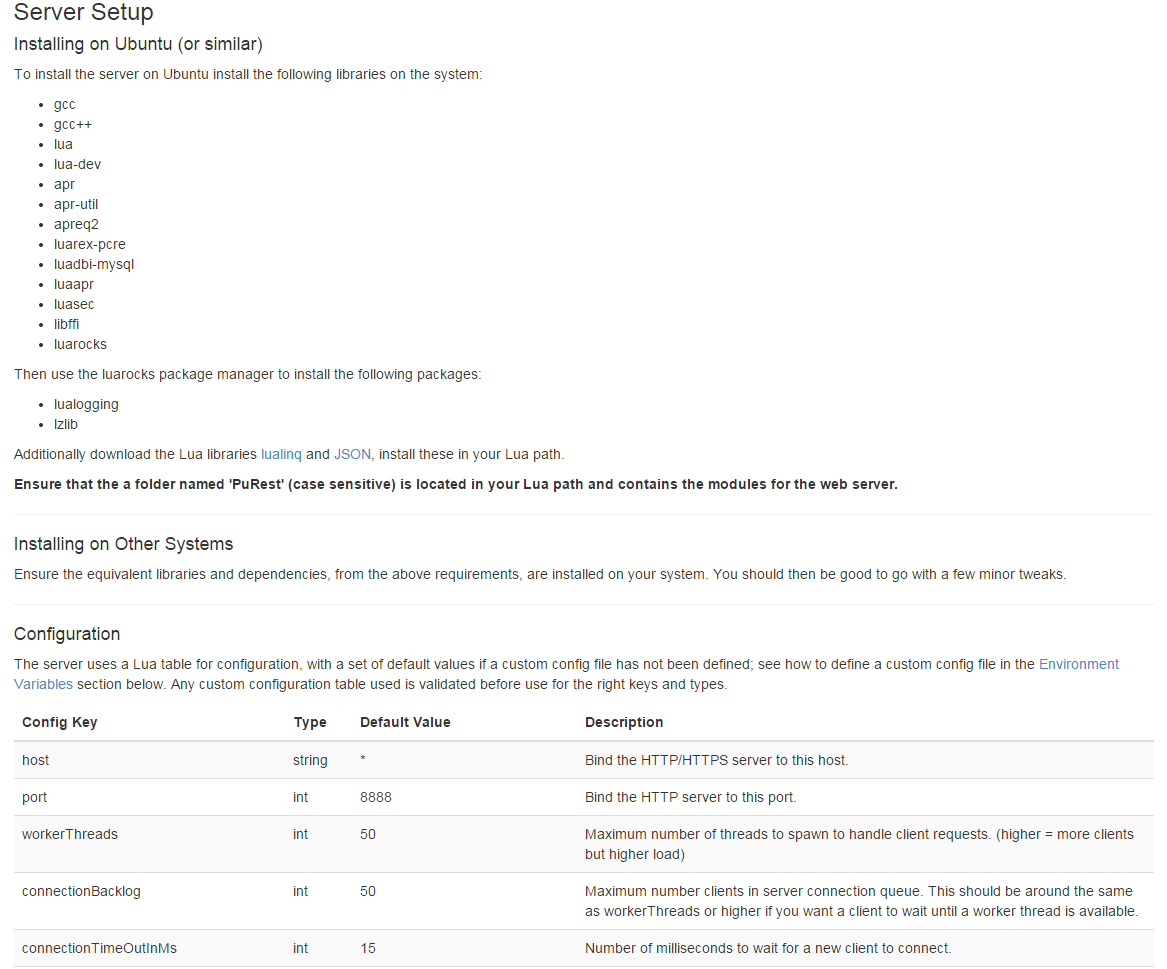 Server Setup
Installing on Ubuntu (or similar)
To install the server on Ubuntu install the following libraries on the system:
gcc
gcc++
lua
lua-dev
apr
apr-util
apreq2
luarex-pcre
luadbi-mysql
luaapr
luasec
libffi
luarocks
Then use the luarocks package manager to install the following packages:
lualogging
lzlib
Additionally download the Lua libraries lualinq and JSON, install these in your Lua path.
Ensure that the a folder named 'PuRest' (case sensitive) is located in your Lua path and contains the modules for the web server.
Installing on Other Systems
Ensure the equivalent libraries and dependencies, from the above requirements, are installed on your system. You should then be good to go with a few minor tweaks.
Configuration
The server uses a Lua table for configuration, with a set of default values if a custom config file has not been defined; see how to define a custom config file in the Environment
Variables section below. Any custom configuration table used is validated before use for the right keys and types.
Config Key Type Default Value Description
host string * Bind the HTTP/HTTPS server to this host.
port int 8888 Bind the HTTP server to this port.
workerThreads int 50 Maximum number of threads to spawn to handle client requests. (higher = more clients
but higher load)
connectionBacklog int 50 Maximum number clients in server connection queue. This should be around the same
as workerThreads or higher if you want a client to wait until a worker thread is available.
connectionTimeOutInMs int 15 Number of milliseconds to wait for a new client to connect.